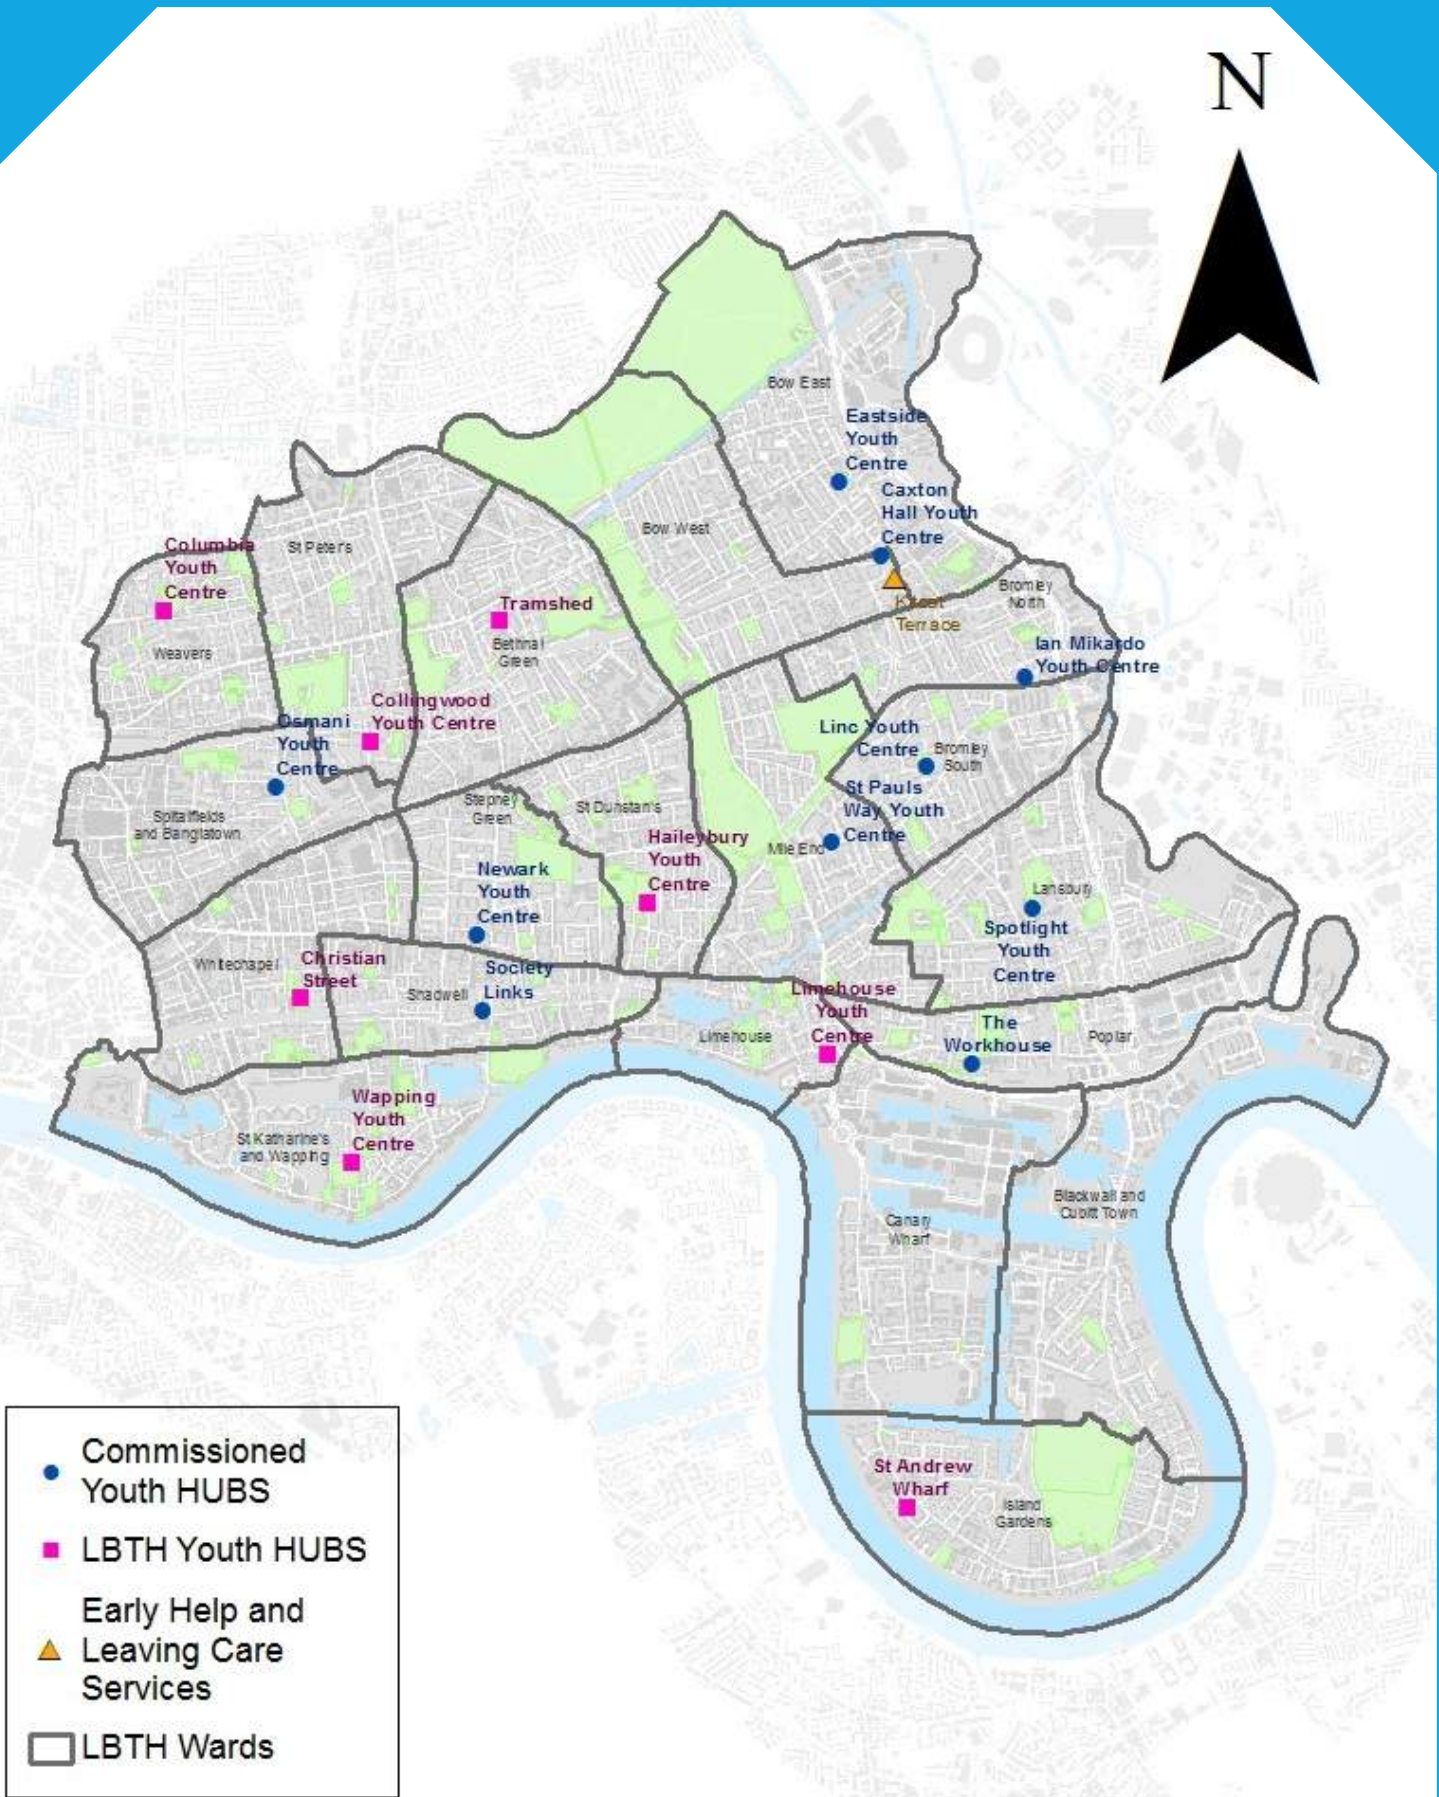 N
Bow East
Eastside
Youth
Centre
Caxton
Hall Youth
Centre
Bow West
Columbia
Youth
Centre
St Peter's
Tramshed
Bethnal
Green
Weavers
Terrace
Bromley
North
Ian Mikardo
Youth Centre
Collingwood
Youth Centre
Osmani
Youth
Centre
Linc Youth
Centre
Bromley
South
St Pauls
Way Youth
Centre
Mile End
Stepney
Green
St Dunstan's
Spitalfields
and Banglatown
Haileybury
Youth
Centre
Newark
Youth
Centre
Lansbury
Spotlight
Youth
Centre
Whitechapel
Christian
Street
Shadwell
Society
Links
Limehouse
Youth
Centre
Limehouse
The
Workhouse
Poplar
Wapping
Youth
Centre
St Katharine's
and Wapping
Blackwall and
Cubitt Town
Canary
Wharf
St Andrew
Wharf
Island
Gardens
Commissioned
Youth HUBS
LBTH Youth HUBS
Early Help and
Leaving Care
Services
LBTH Wards